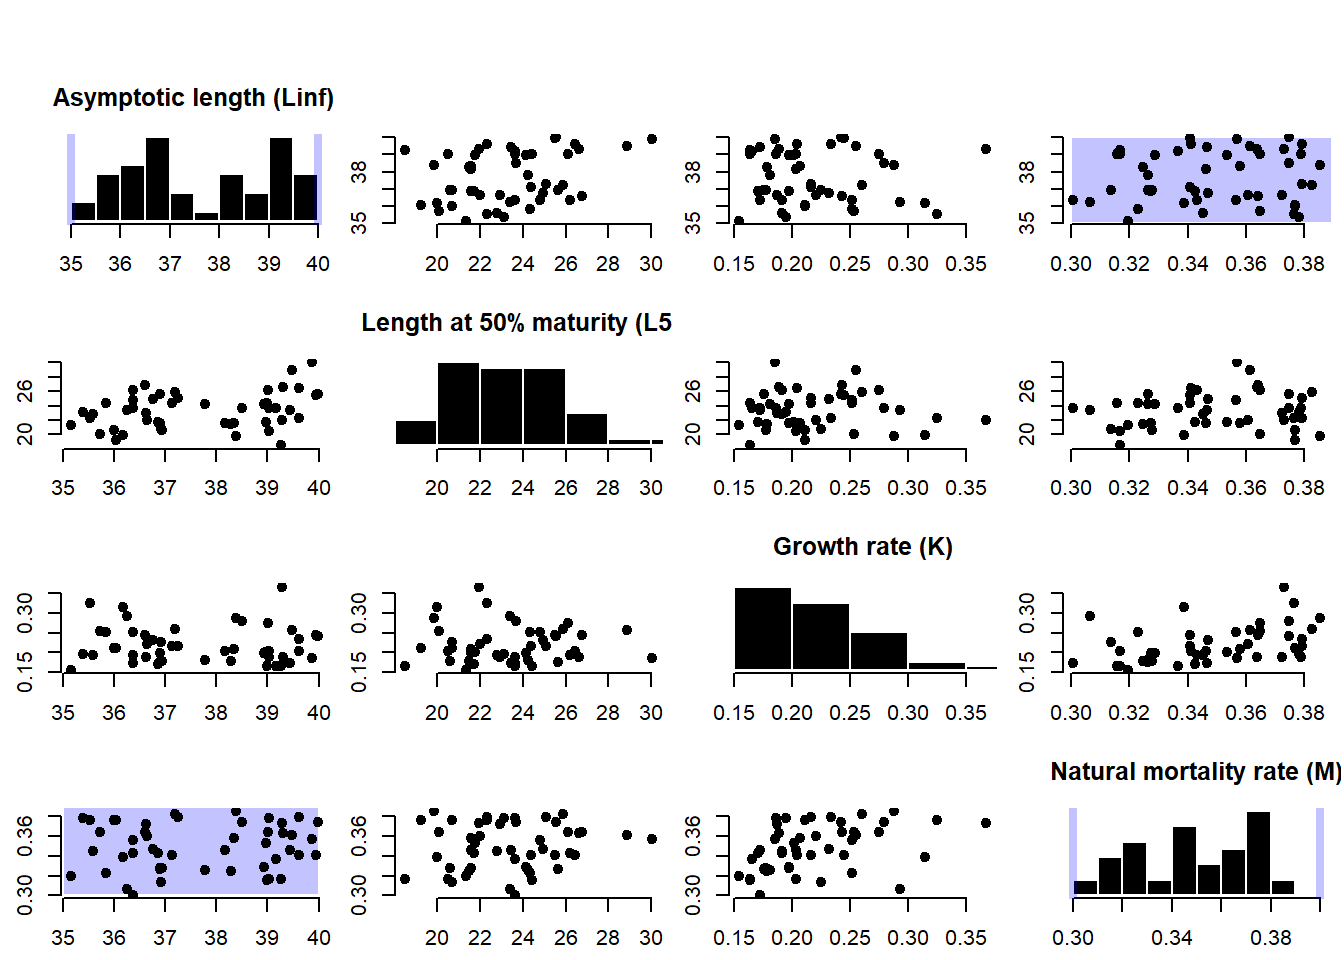 Asymptotic length (Linf)
35 38
35 38
35 38
35 36 37 38 39 40
20 22 24 26 28 30
0.15 0.20 0.25 0.30 0.35
0.30 0.32 0.34 0.36 0.38
Length at 50% maturity (L5
20 26
20 26
20 26
35 36 37 38 39 40
20 22 24 26 28 30
0.15 0.20 0.25 0.30 0.35
0.30 0.32 0.34 0.36 0.38
Growth rate (K)
0.15 0.30
0.15 0.30
0.15 0.30
35 36 37 38 39 40
20 22 24 26 28 30
0.15 0.20 0.25 0.30 0.35
0.30 0.32 0.34 0.36 0.38
Natural mortality rate (M)
0.30 0.36
0.30 0.36
0.30 0.36
35 36 37 38 39 40
20 22 24 26 28 30
0.15 0.20 0.25 0.30 0.35
0.30 0.34 0.38